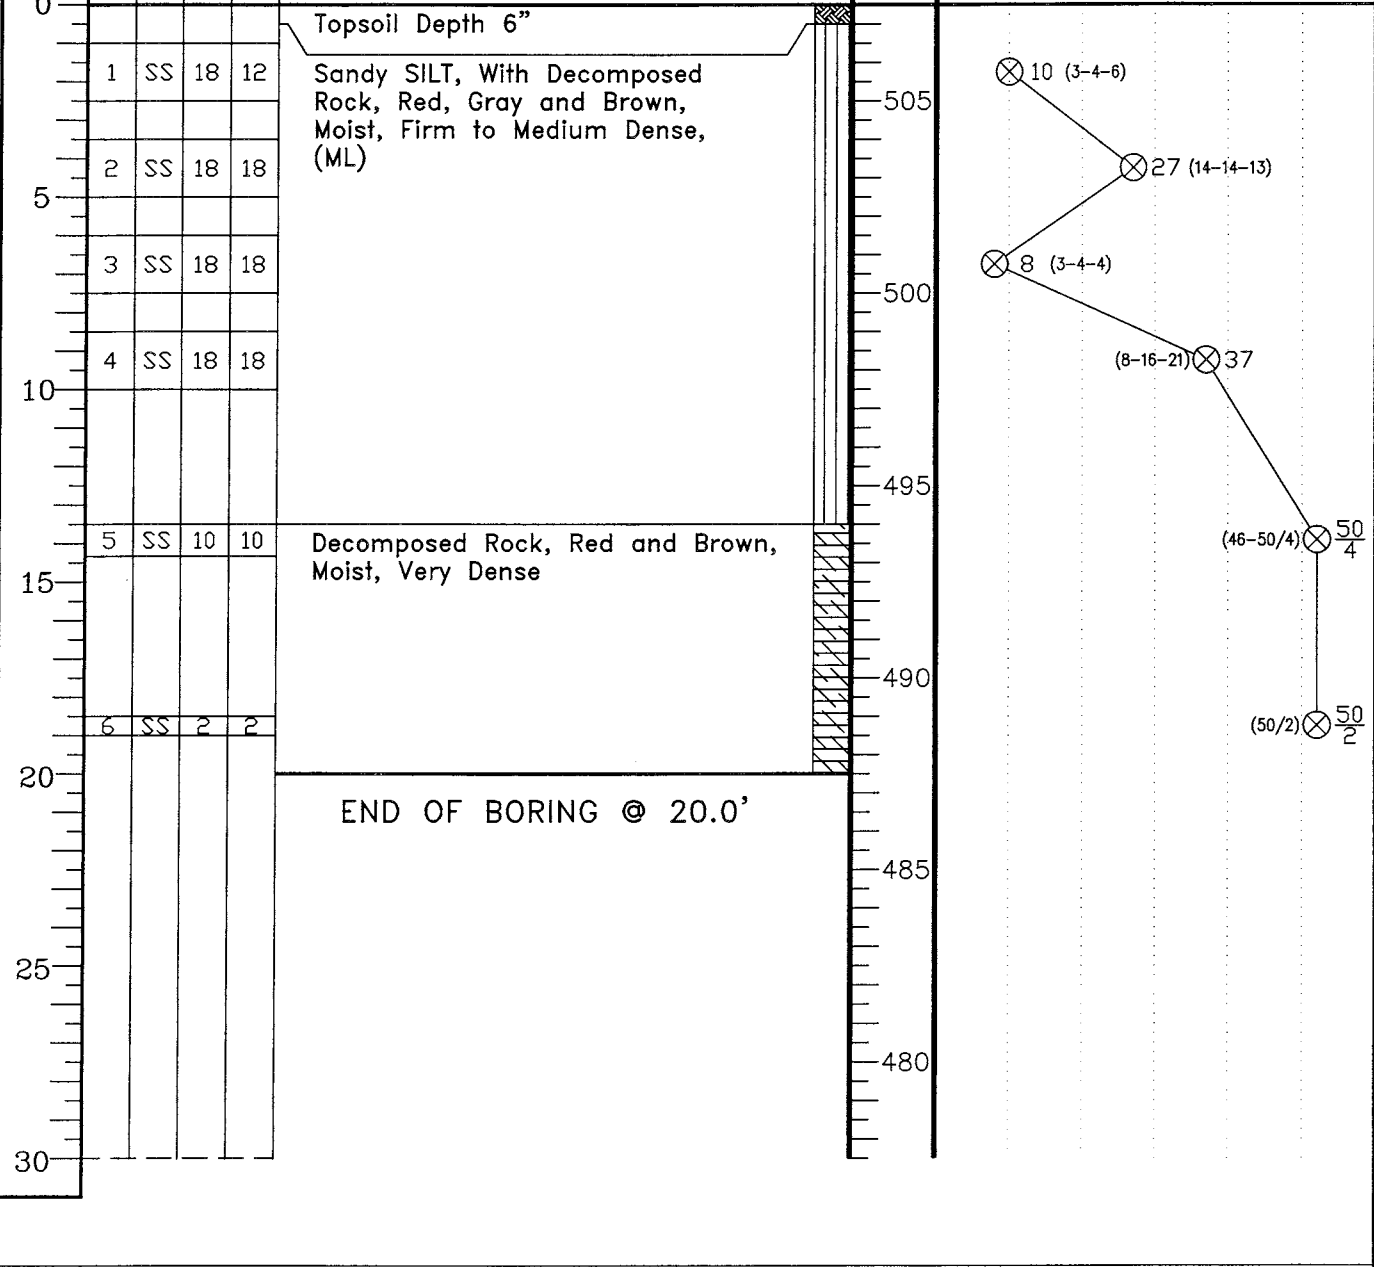 0
Topsoil Depth 6”
1 SS 18 12
Sandy SILT, With Decomposed
Rock, Red, Gray and Brown,
Moist, Firm to Medium Dense,
(ML)
10 (3-4-6)
505
2 SS 18 18
27 (14-14-13)
5
3 SS 18 18
8 (3-4-4)
500
4 SS 18 18
(8-16-21) 37
10
495
5 SS 10 10
Decomposed Rock, Red and Brown,
Moist, Very Dense
(46-50/4) 50/4
15
490
6 SS 2 2
(50/2) 50/2
20
END OF BORING @ 20.0’
485
25
480
30